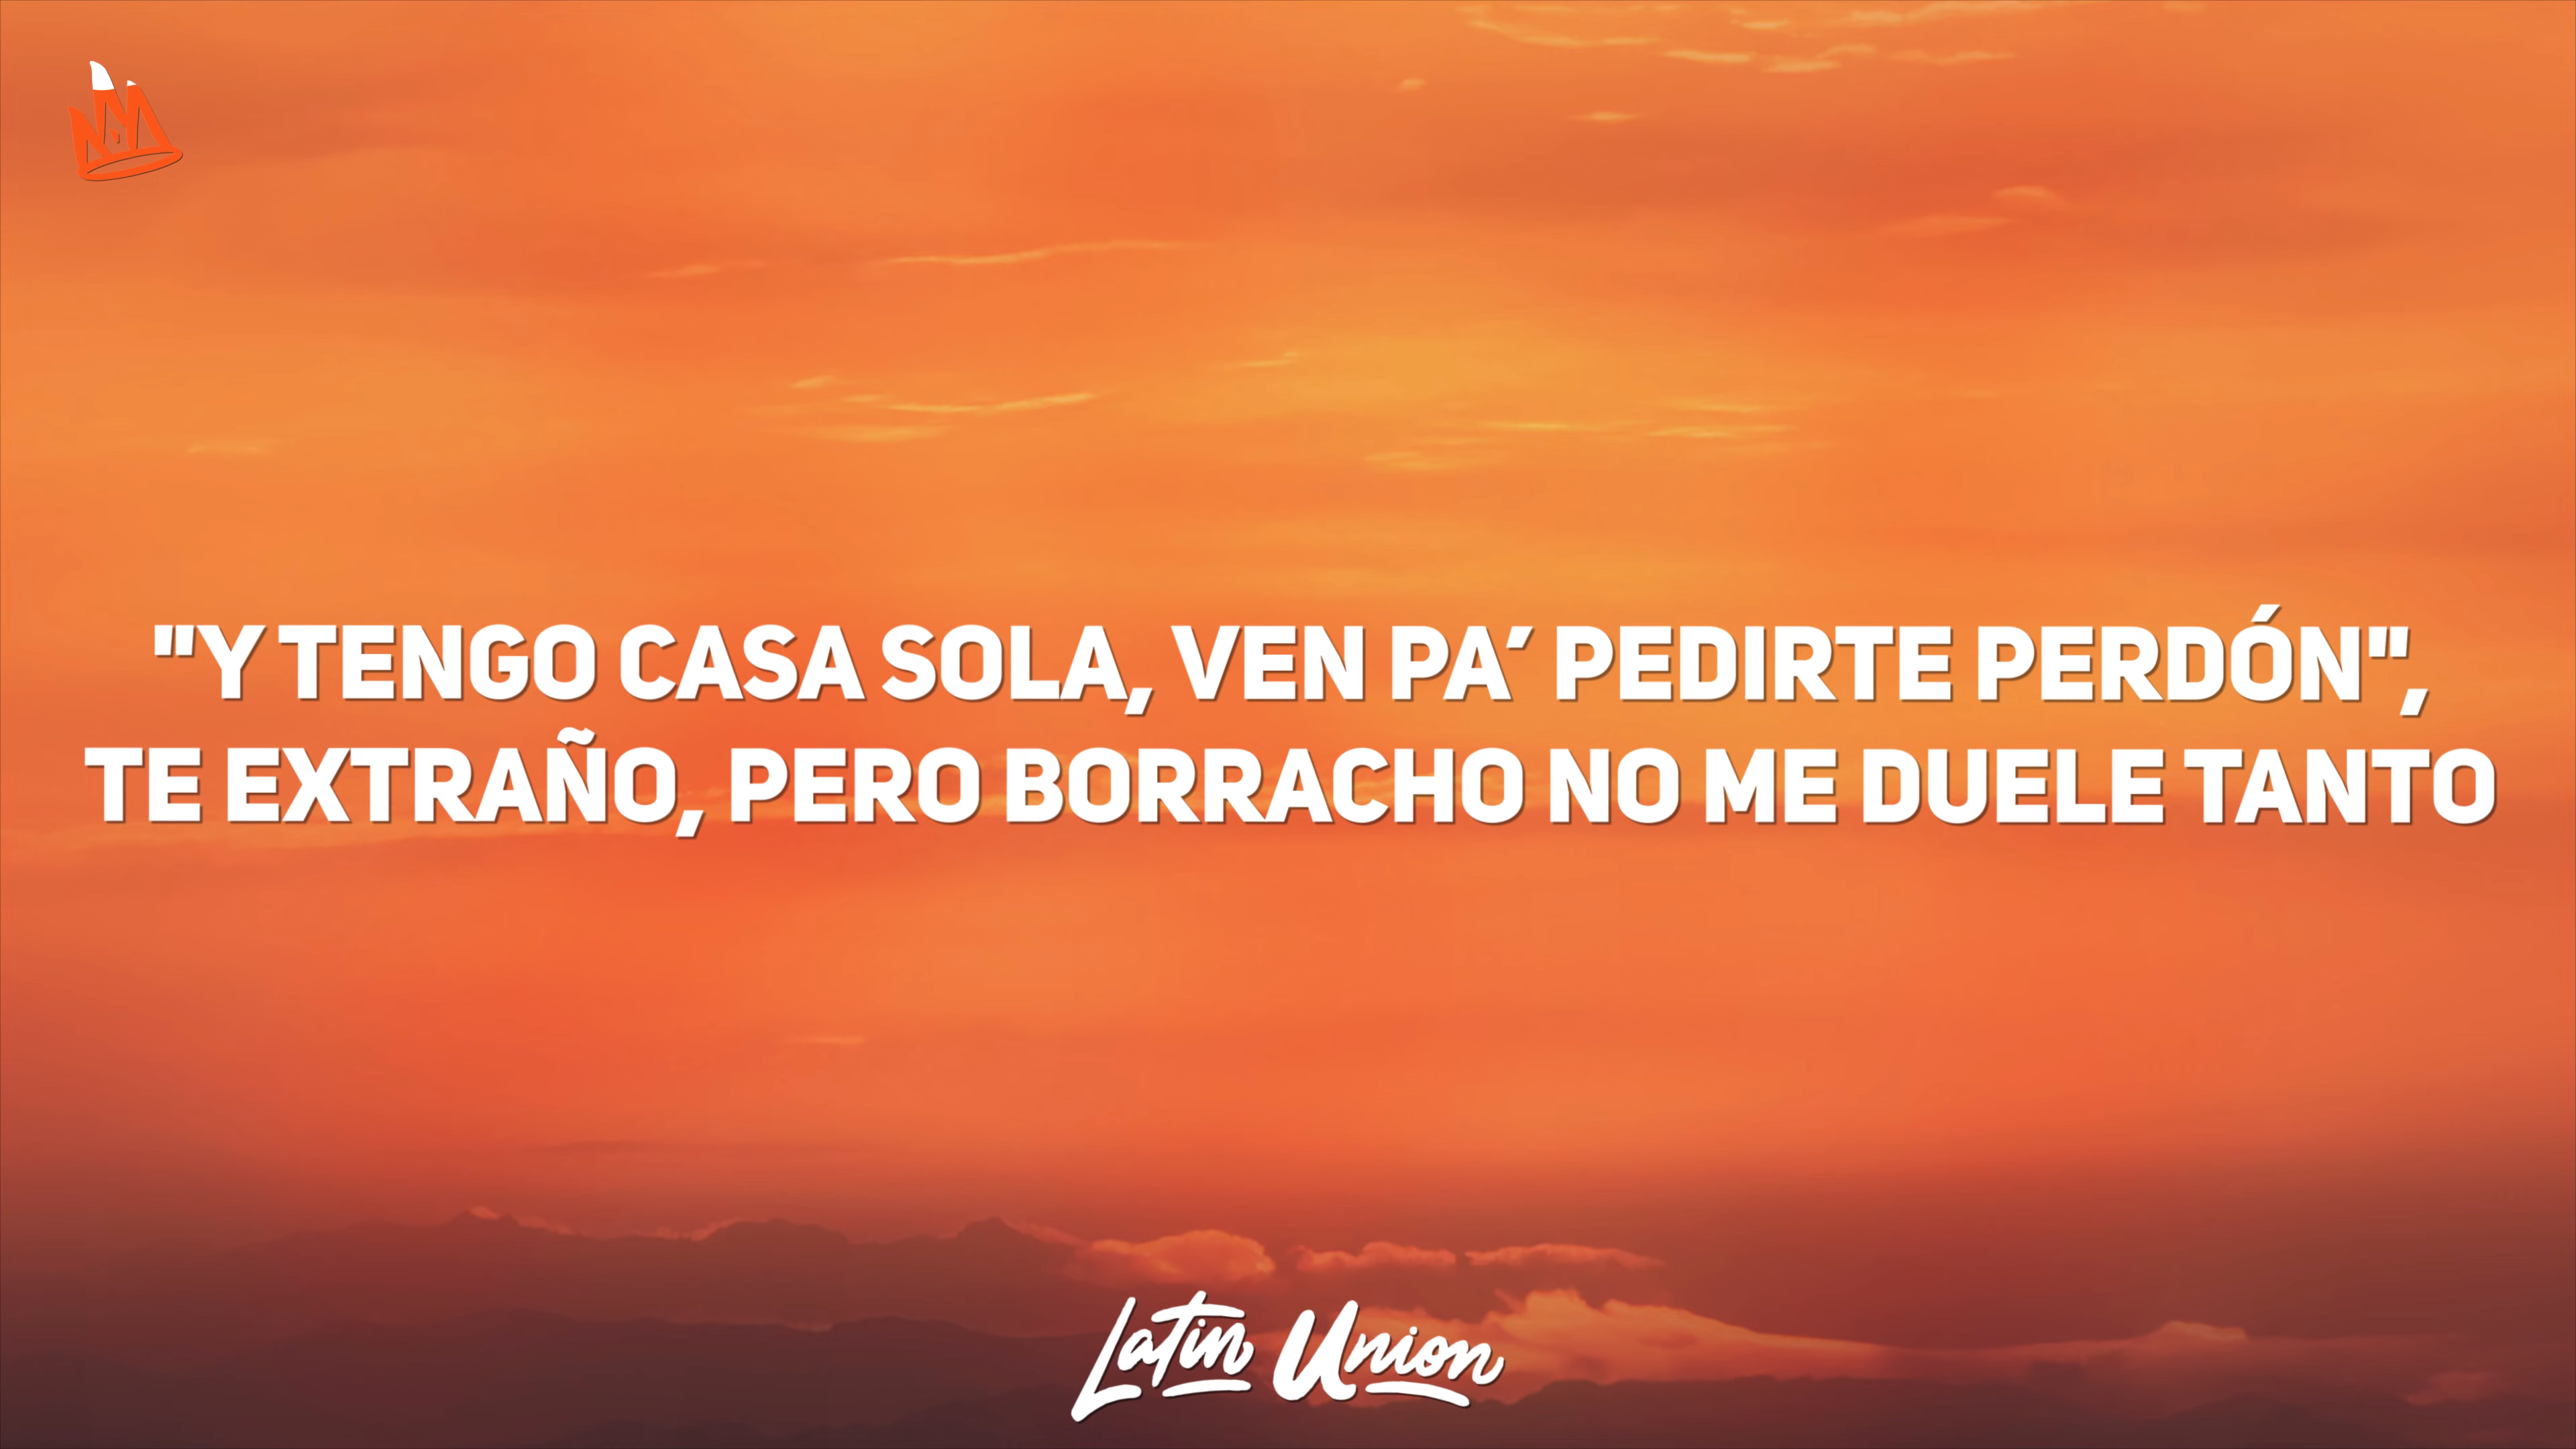 "Y TENGO CASA SOLA, VEN PA’ PEDIRTE PERDÓN",
TE EXTRAÑO, PERO BORRACHO NO ME DUELE TANTO
Latin Union